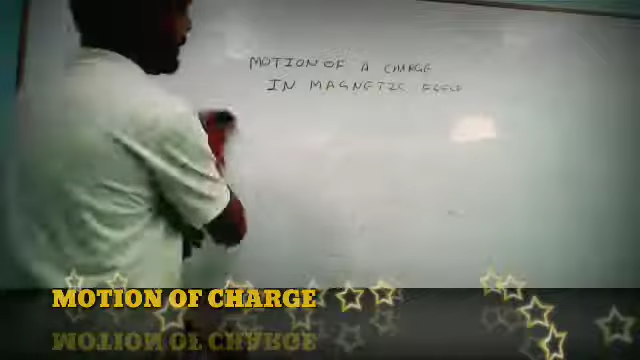 MOTION OF A CHARGE
IN MAGNETIC FIELD
MOTION OF CHARGE